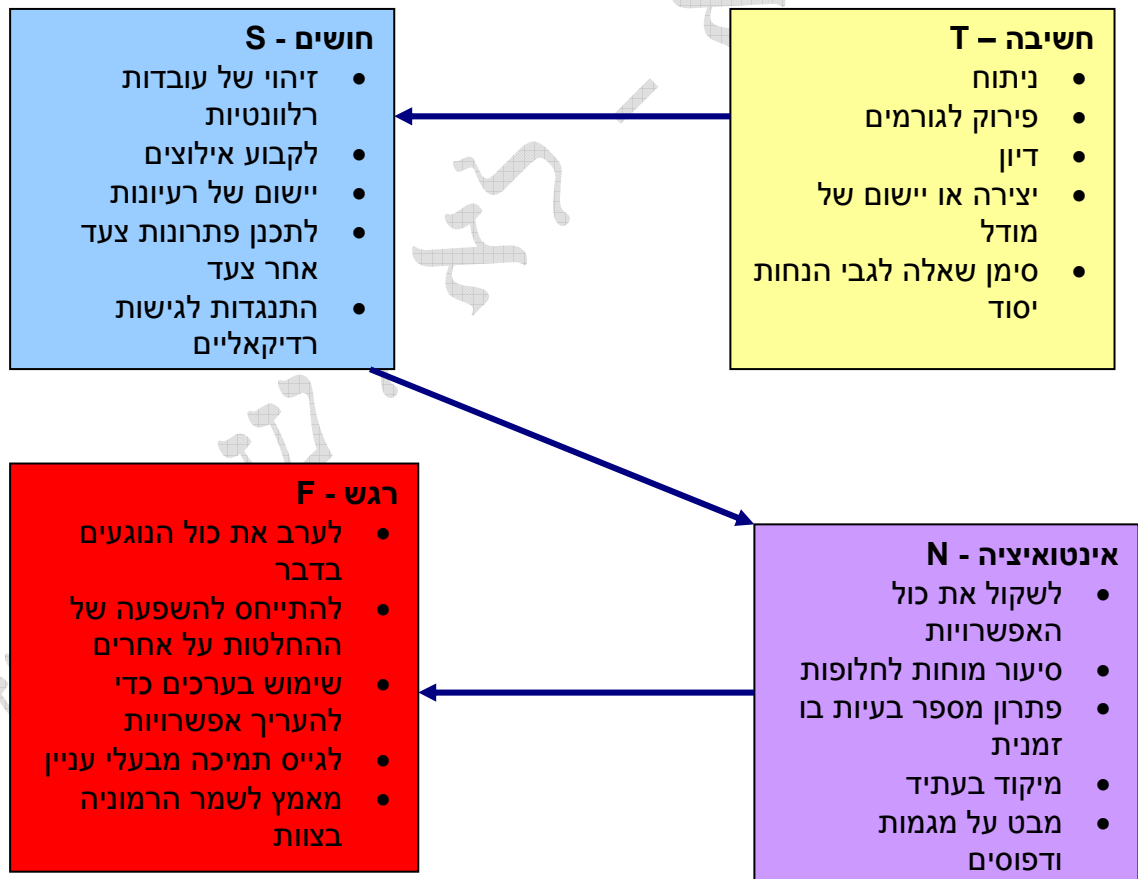 חשיבה – T
• ניתוח
• פירוק לגורמים
• דיון
• יצירה או יישום של
מודל
• סימן שאלה לגבי הנחות
יסוד
חושים - S
• זיהוי של עובדות
רלוונטיות
• לקבוע אילוצים
• יישום של רעיונות
• לתכנן פתרונות צעד
אחר צעד
• התנגדות לגישות
רדיקאליים
אינטואיציה - N
• לשקול את כול
האפשרויות
• סיעור מוחות לחלופות
• פתרון מספר בעיות בו
זמנית
• מיקוד בעתיד
• מבט על מגמות
ודפוסים
רגש - F
• לערב את כול הנוגעים
בדבר
• להתייחס להשפעה של
ההחלטות על אחרים
• שימוש בערכים כדי
להעריך אפשרויות
• לגייס תמיכה מבעלי עניין
• מאמץ לשמר הרמוניה
בצוות